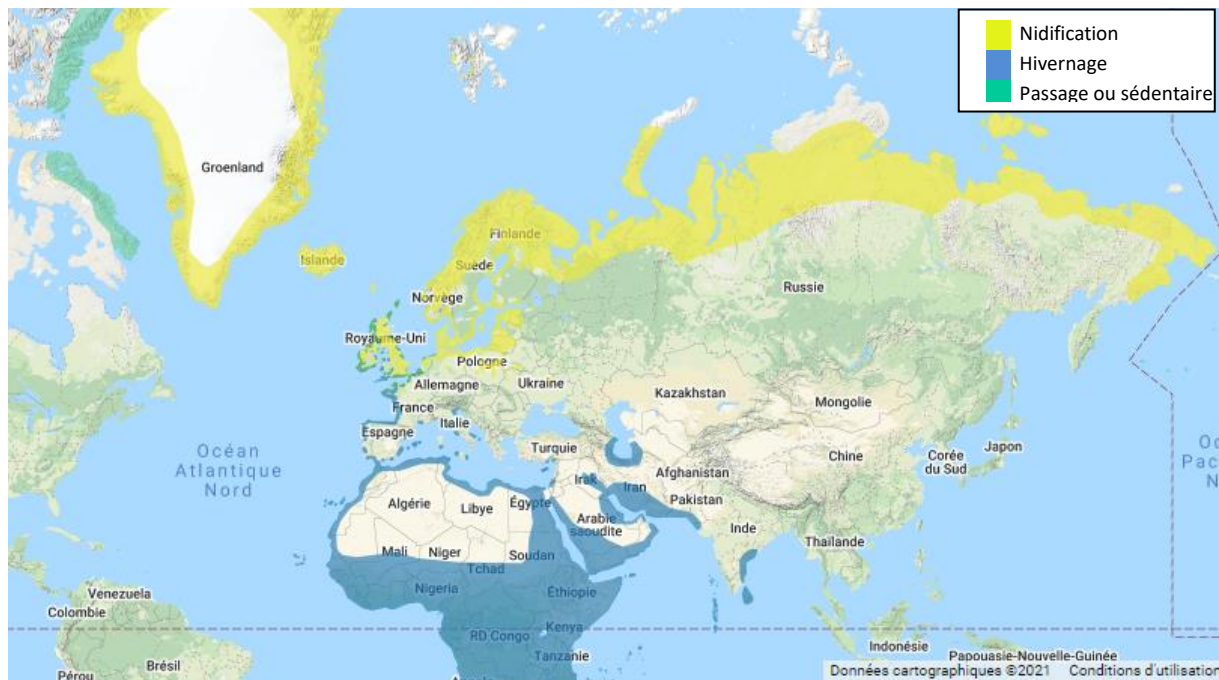 Nidification
Hivernage
Passage ou sédentaire
Groenland
Islande
Finlande
Suède
Norvège
Russie
Royaume-Uni
Pologne
Allemagne
Ukraine
Kazakhstan
Mongolie
France
Italie
Espagne
Turquie
Chine
Corée
du Sud
Japon
Océan
Atlantique
Nord
Oc
Pac
N
Afghanistan
Irak
Iran
Pakistan
Algérie
Libye
Égypte
Arabie
saoudite
Inde
Thaïlande
Mali
Niger
Soudan
Tchad
Nigeria
Éthiopie
Venezuela
Colombie
Kenya
RD Congo
Tanzanie
Indonésie
Papouasie-Nouvelle-Guinée
Brésil
Pérou
Données cartographiques ©2021 Conditions d'utilisation